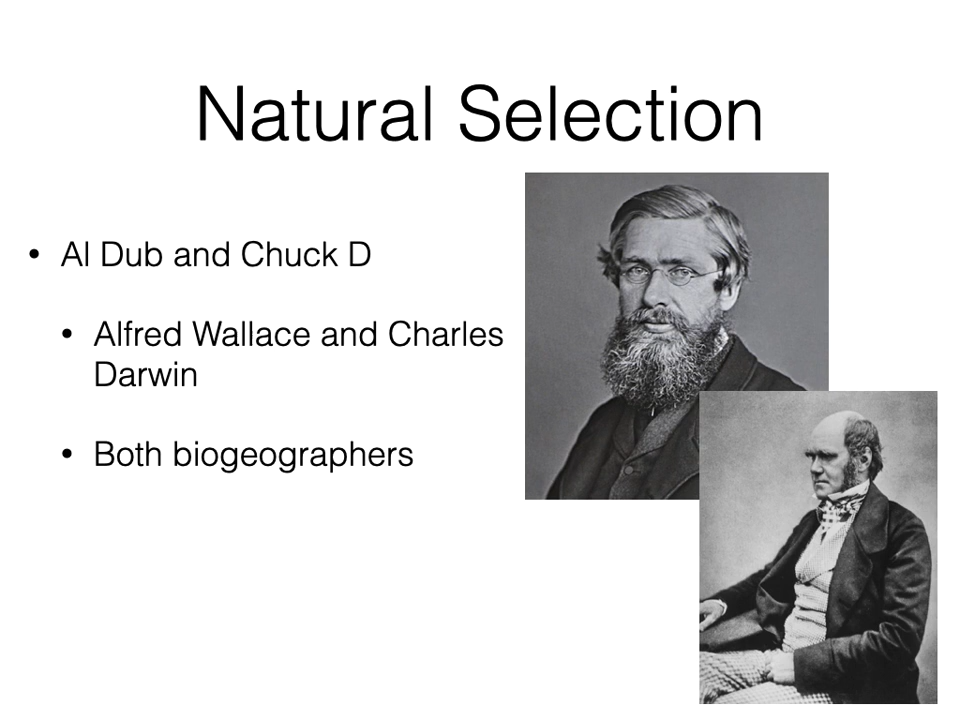 Natural Selection
• Al Dub and Chuck D
• Alfred Wallace and Charles
Darwin
• Both biogeographers